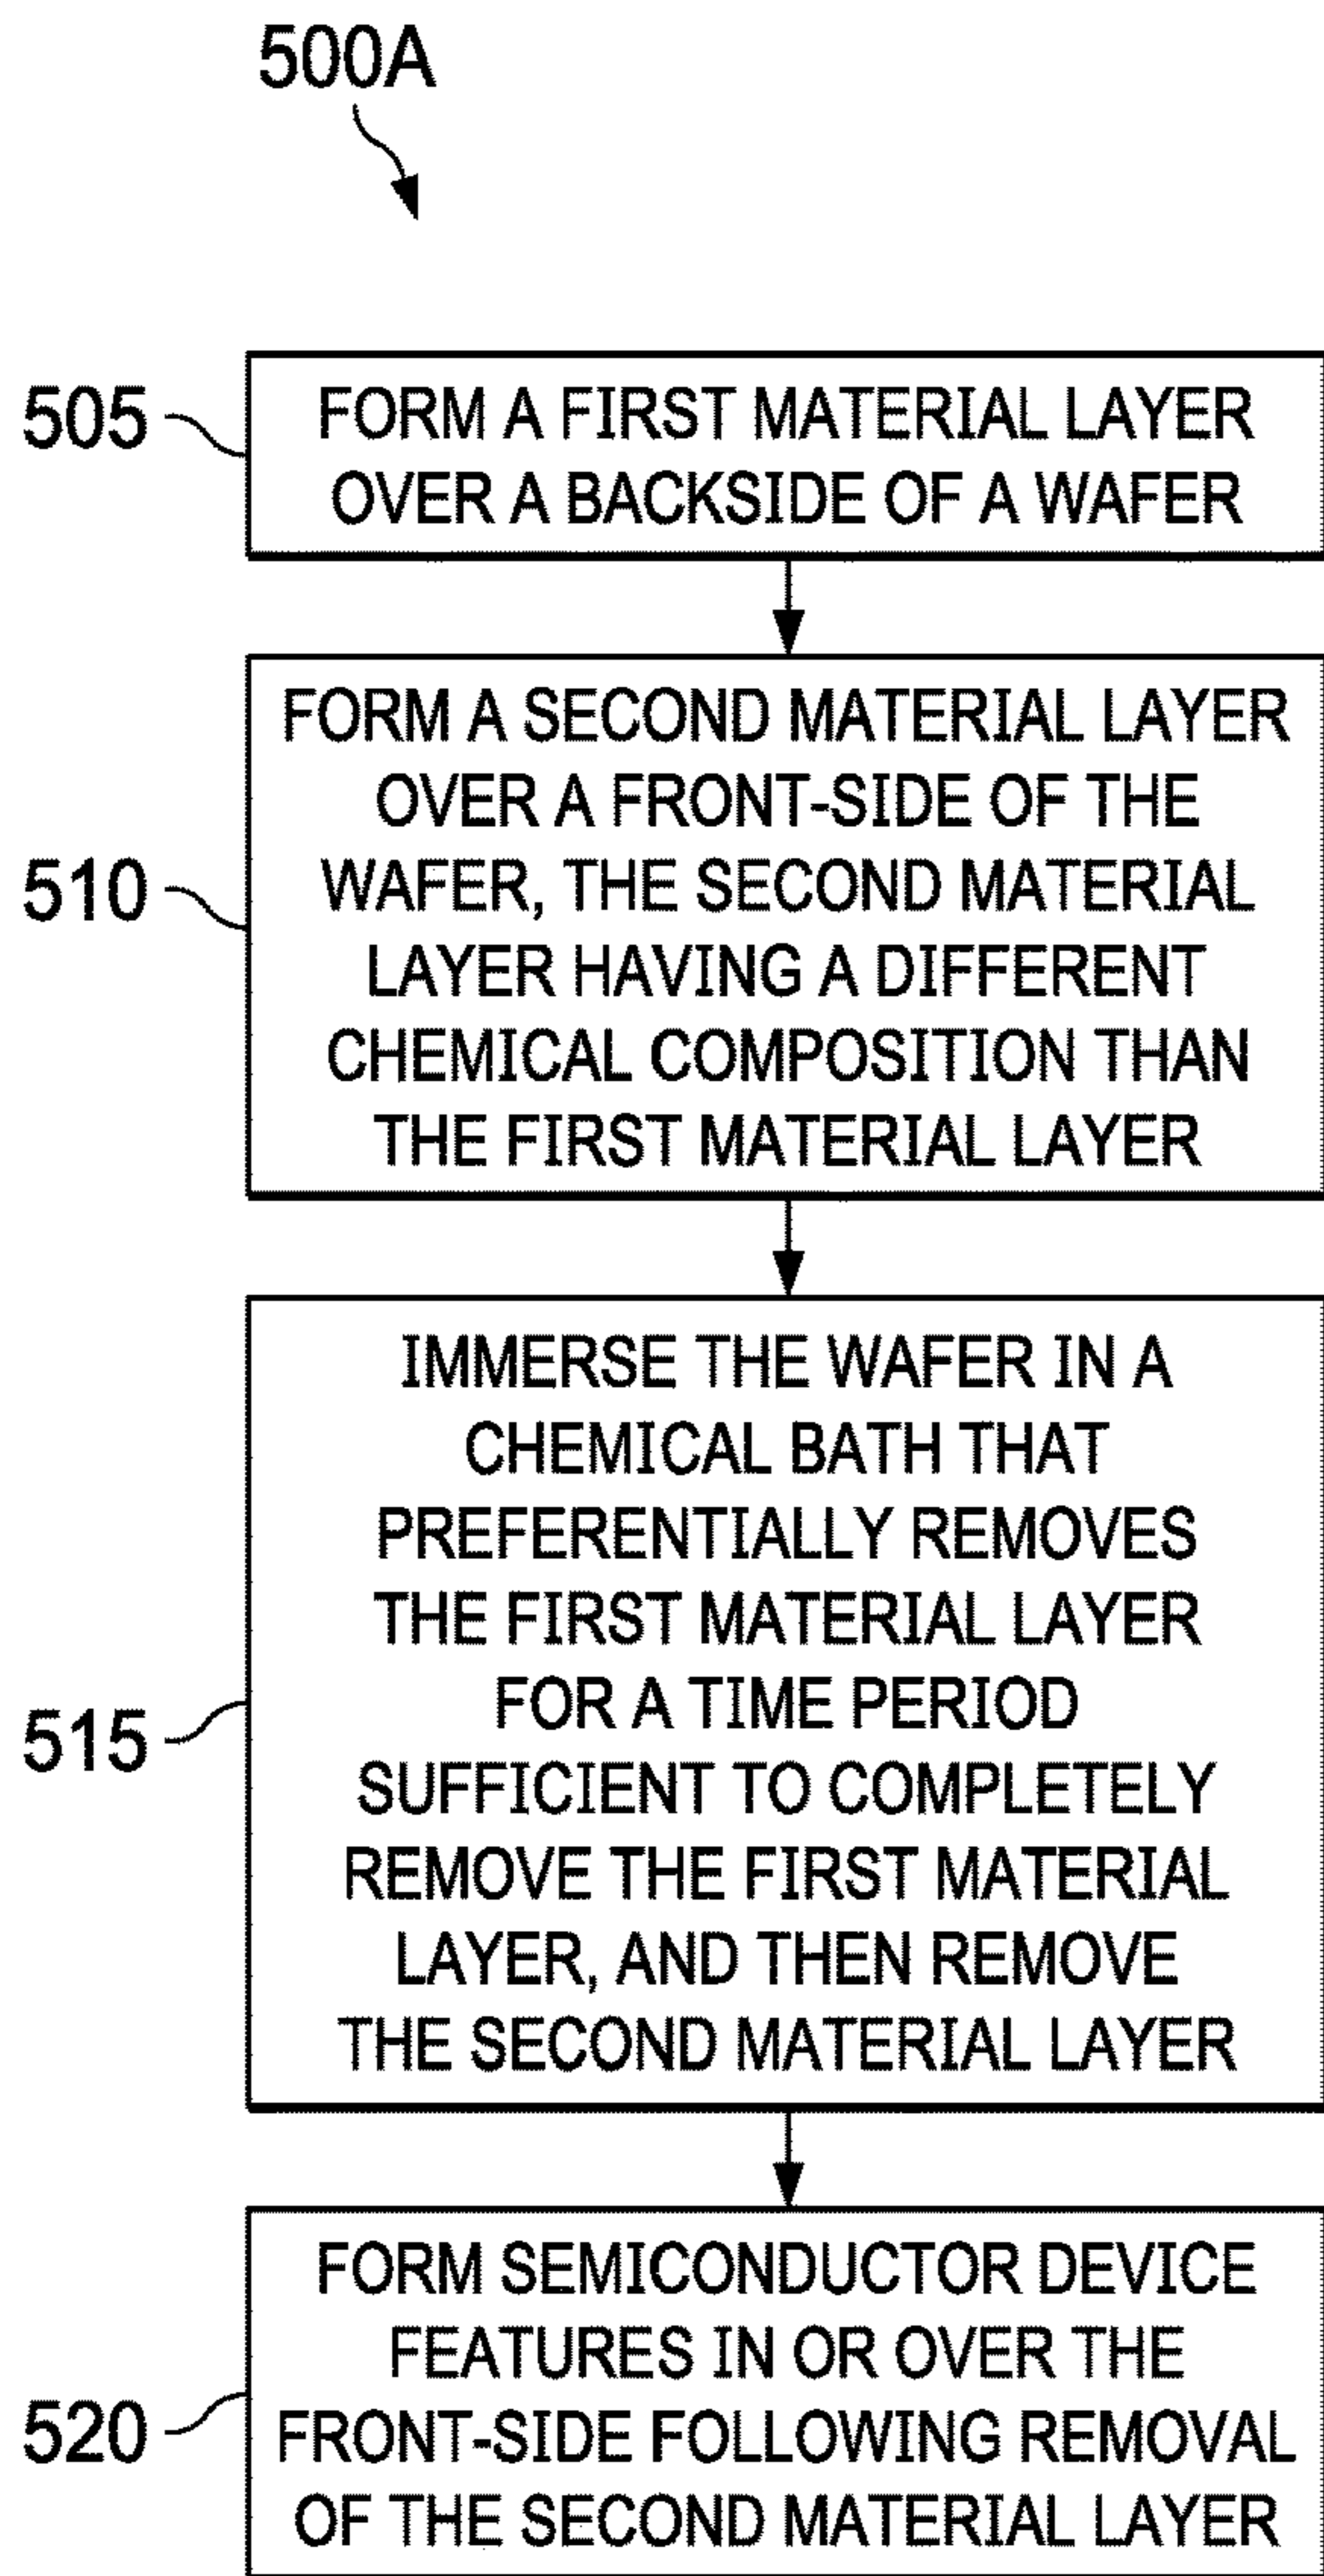 500A
505
FORM A FIRST MATERIAL LAYER
OVER A BACKSIDE OF A WAFER
510
FORM A SECOND MATERIAL LAYER
OVER A FRONT-SIDE OF THE
WAFER, THE SECOND MATERIAL
LAYER HAVING A DIFFERENT
CHEMICAL COMPOSITION THAN
THE FIRST MATERIAL LAYER
515
IMMERSE THE WAFER IN A
CHEMICAL BATH THAT
PREFERENTIALLY REMOVES
THE FIRST MATERIAL LAYER
FOR A TIME PERIOD
SUFFICIENT TO COMPLETELY
REMOVE THE FIRST MATERIAL
LAYER, AND THEN REMOVE
THE SECOND MATERIAL LAYER
520
FORM SEMICONDUCTOR DEVICE
FEATURES IN OR OVER THE
FRONT-SIDE FOLLOWING REMOVAL
OF THE SECOND MATERIAL LAYER